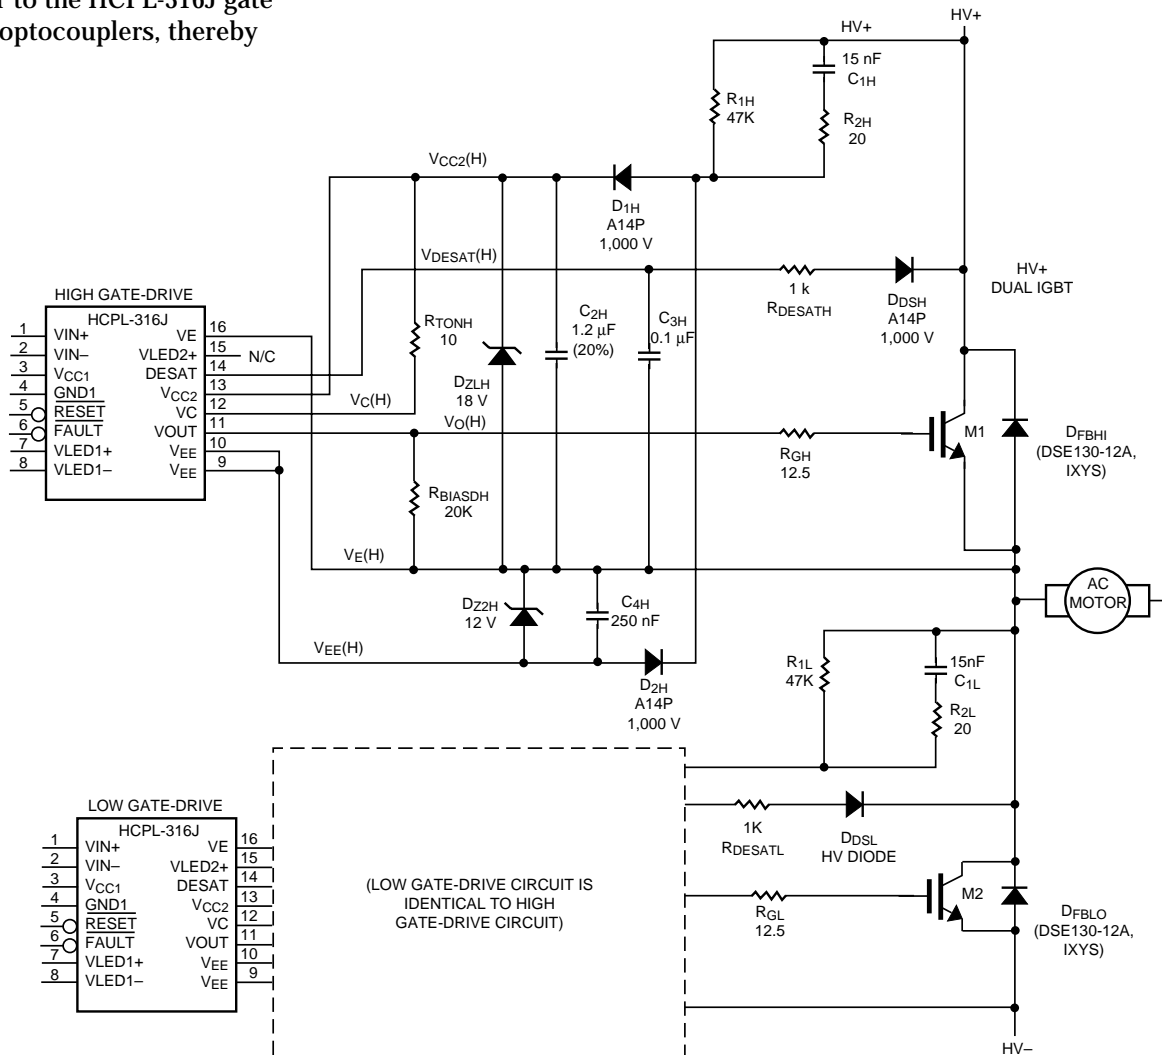 r to the HCPL-316J gate
optocouplers, thereby
HV+
HV+
15 nF
C1H
R1H
47K
R2H
20
VCC2(H)
D1H
A14P
1,000 V
VDESAT(H)
1 k
RDESATH
DDSH
A14P
1,000 V
HV+
DUAL IGBT
HIGH GATE-DRIVE
HCPL-316J
1 VIN+
2 VIN–
3 VCC1
4 GND1
5 RESET
6 FAULT
7 VLED1+
8 VLED1–
VE 16
VLED2+ 15
N/C
DESAT 14
VCC2 13
VC 12
VOUT 11
VEE 10
VEE 9
RTONH
10
DZLH
18 V
C2H
1.2 µF
(20%)
C3H
0.1 µF
VC(H)
VO(H)
RGH
12.5
M1
DFBHI
(DSE130-12A,
IXYS)
RBIASDH
20K
VE(H)
DZ2H
12 V
C4H
250 nF
VEE(H)
D2H
A14P
1,000 V
AC
MOTOR
R1L
47K
15nF
C1L
R2L
20
LOW GATE-DRIVE
HCPL-316J
1 VIN+
2 VIN–
3 VCC1
4 GND1
5 RESET
6 FAULT
7 VLED1+
8 VLED1–
VE 16
VLED2+ 15
DESAT 14
VCC2 13
VC 12
VOUT 11
VEE 10
VEE 9
(LOW GATE-DRIVE CIRCUIT IS
IDENTICAL TO HIGH
GATE-DRIVE CIRCUIT)
1K
RDESATL
DDSL
HV DIODE
RGL
12.5
M2
DFBLO
(DSE130-12A,
IXYS)
HV–